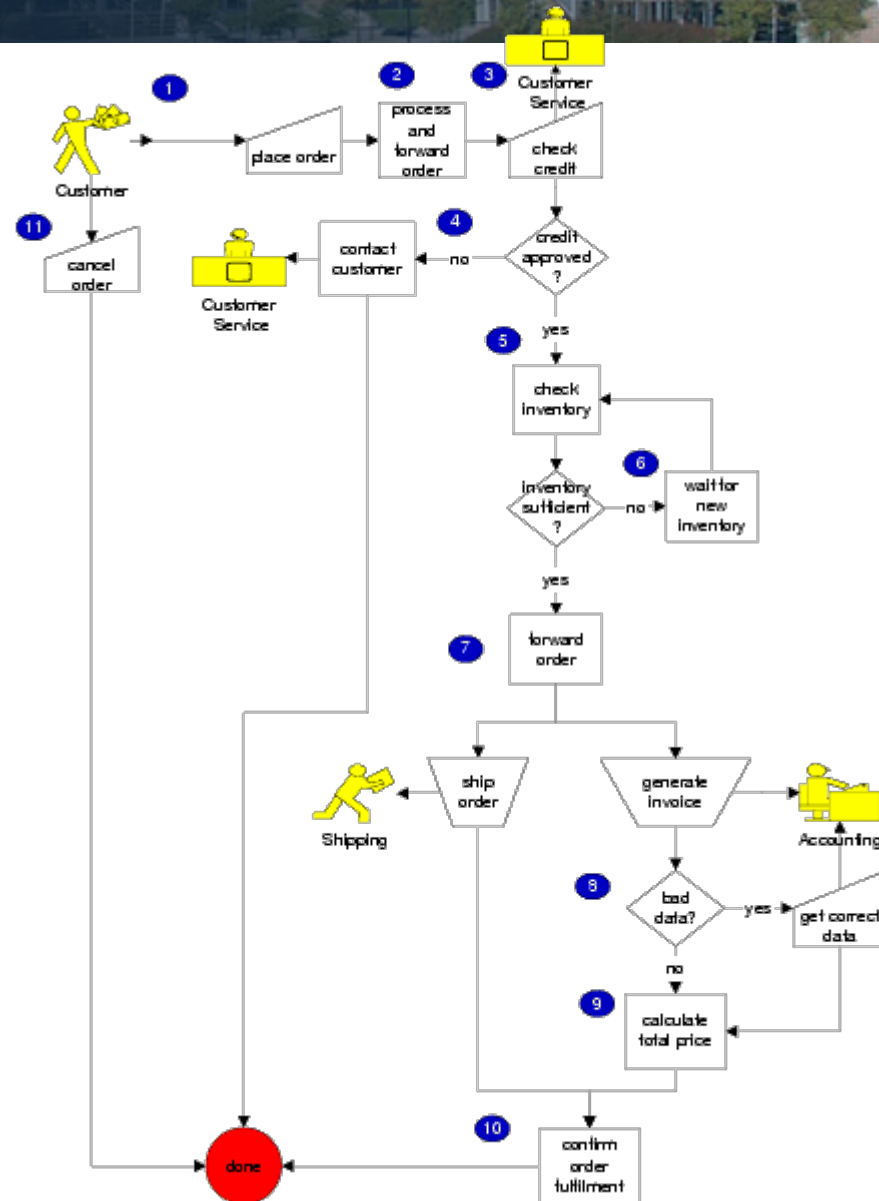 1
2
3
Customer
Service
process
and
forward
order
place order
check
credit
Customer
11
cancel
order
4
contact
customer
no
credit
approved
?
Customer
Service
yes
5
check
inventory
6
inventory
sufficient
?
no
wait for
new
inventory
yes
7
forward
order
ship
order
generate
invoice
Shipping
Accounting
8
bad
data?
yes
get correct
data
no
9
calculate
total price
10
confirm
order
fulfilment
done